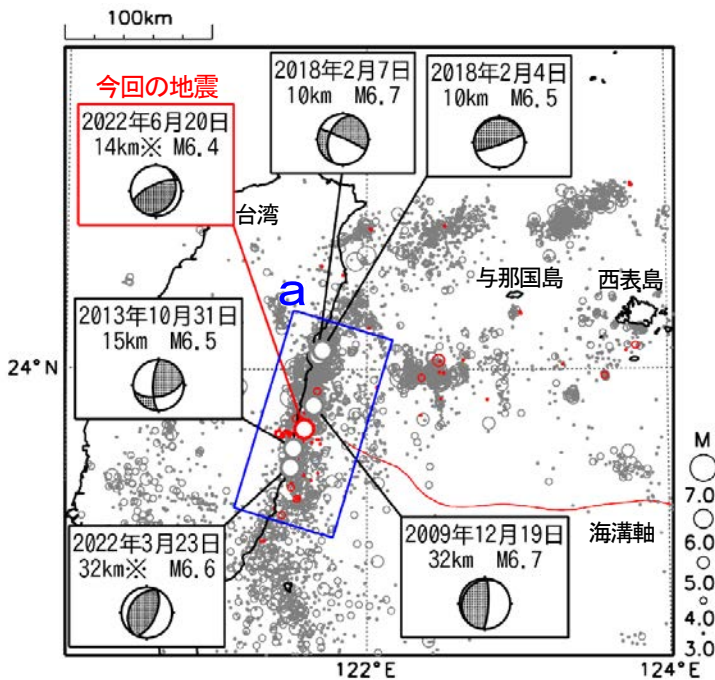 100km
今回の地震
2022年6月20日
14km※ M6.4
2018年2月7日
10km M6.7
2018年2月4日
10km M6.5
台湾
与那国島
西表島
a
2013年10月31日
15km M6.5
24°N
M
7.0
6.0
5.0
4.0
3.0
海溝軸
2022年3月23日
32km※ M6.6
2009年12月19日
32km M6.7
122°E
124°E